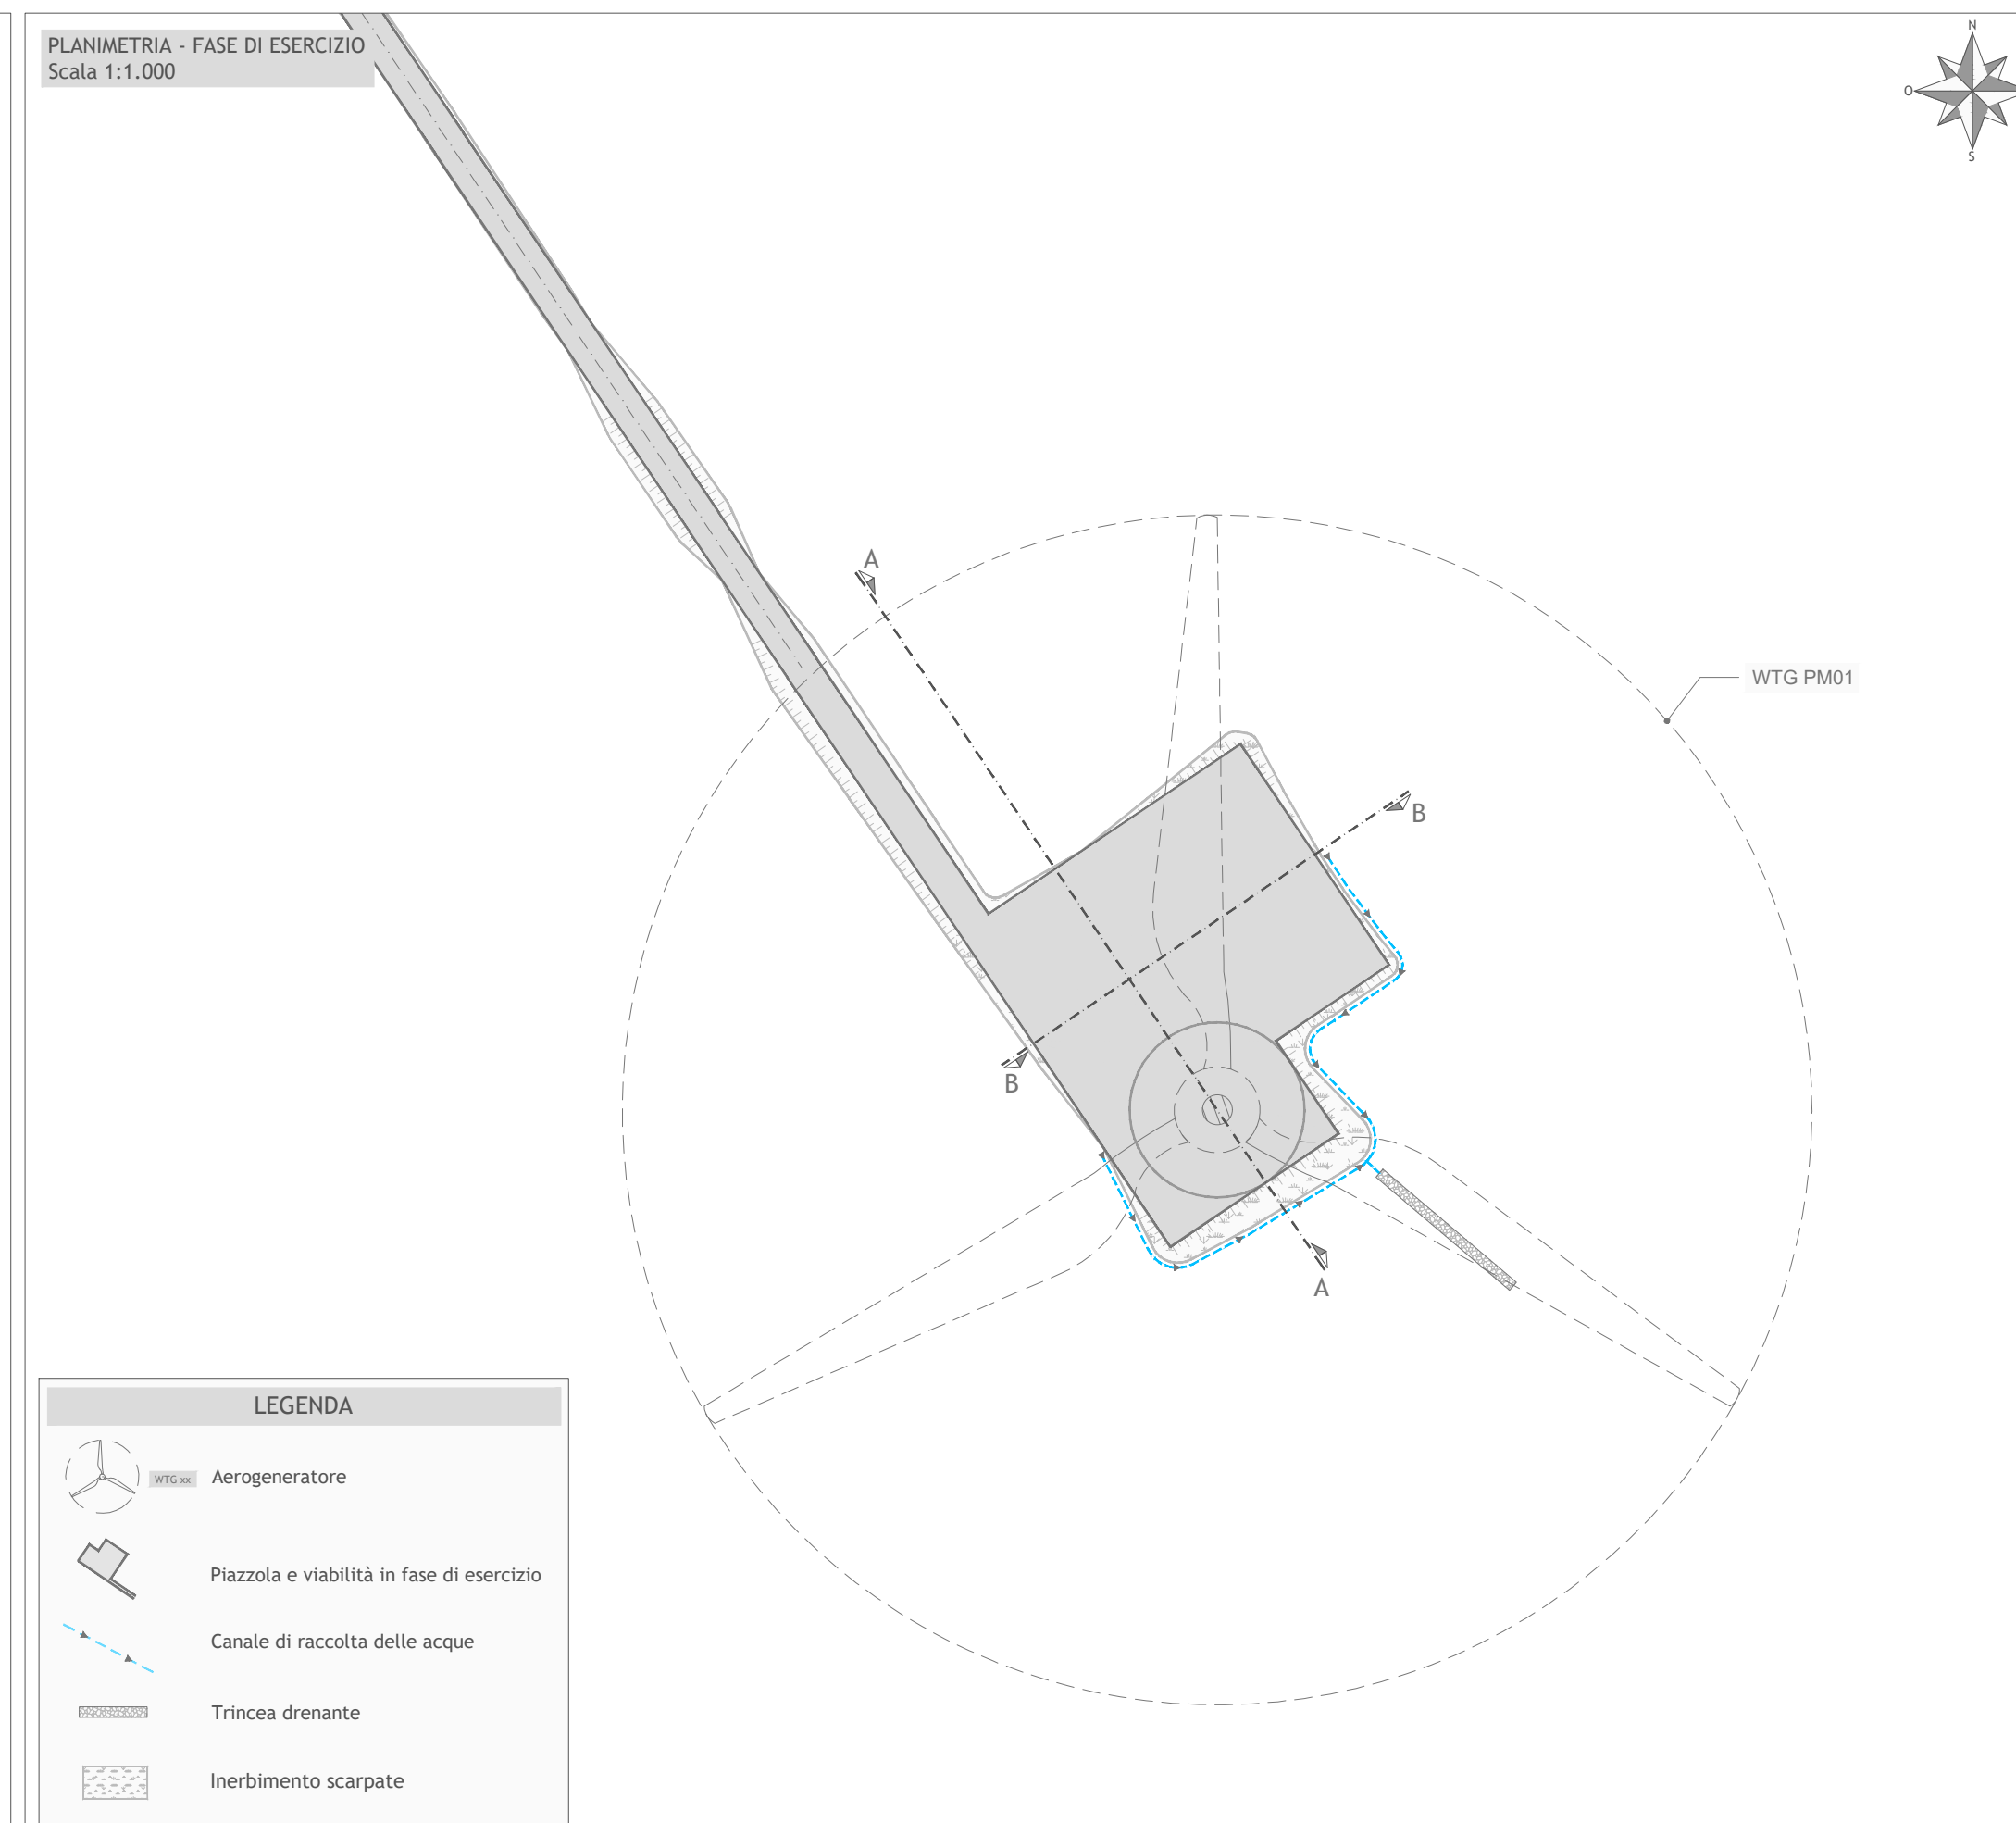 PLANIMETRIA - FASE DI ESERCIZIO
Scala 1:1.000
N
O
S
A
WTG PM01
B
B
A
LEGENDA
WTG xx
Aerogeneratore
Piazzola e viabilità in fase di esercizio
Canale di raccolta delle acque
Trincea drenante
Inerbimento scarpate